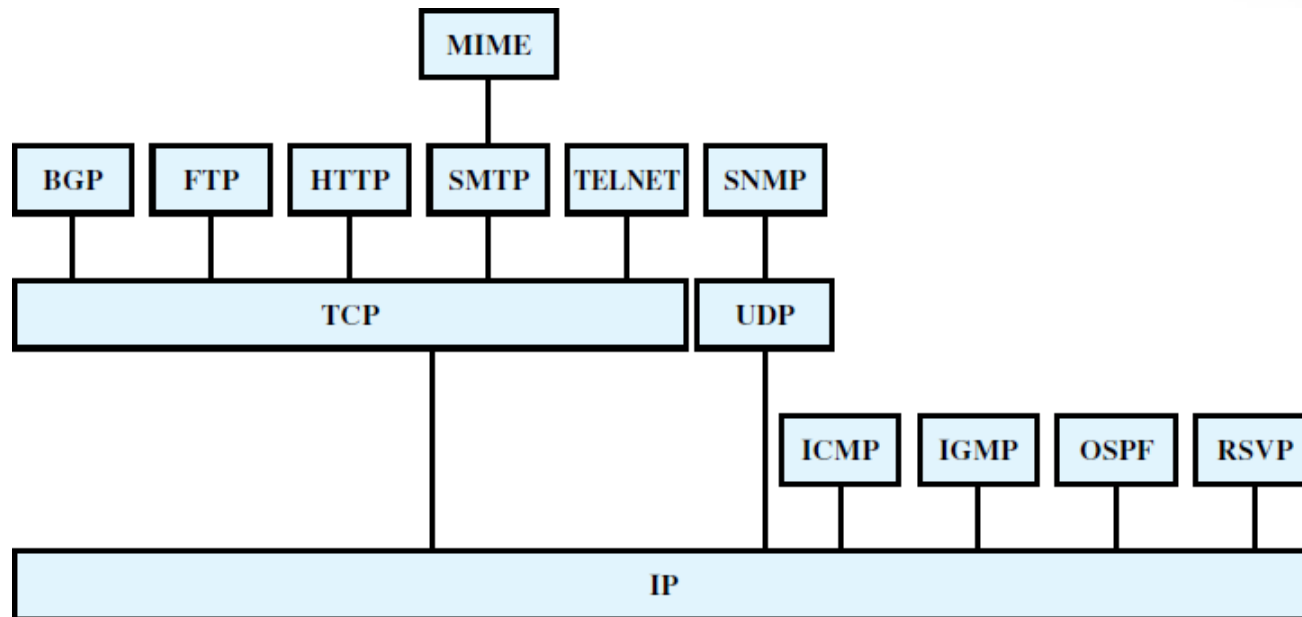 MIME
BGP FTP HTTP SMTP TELNET SNMP
TCP UDP
ICMP IGMP OSPF RSVP
IP